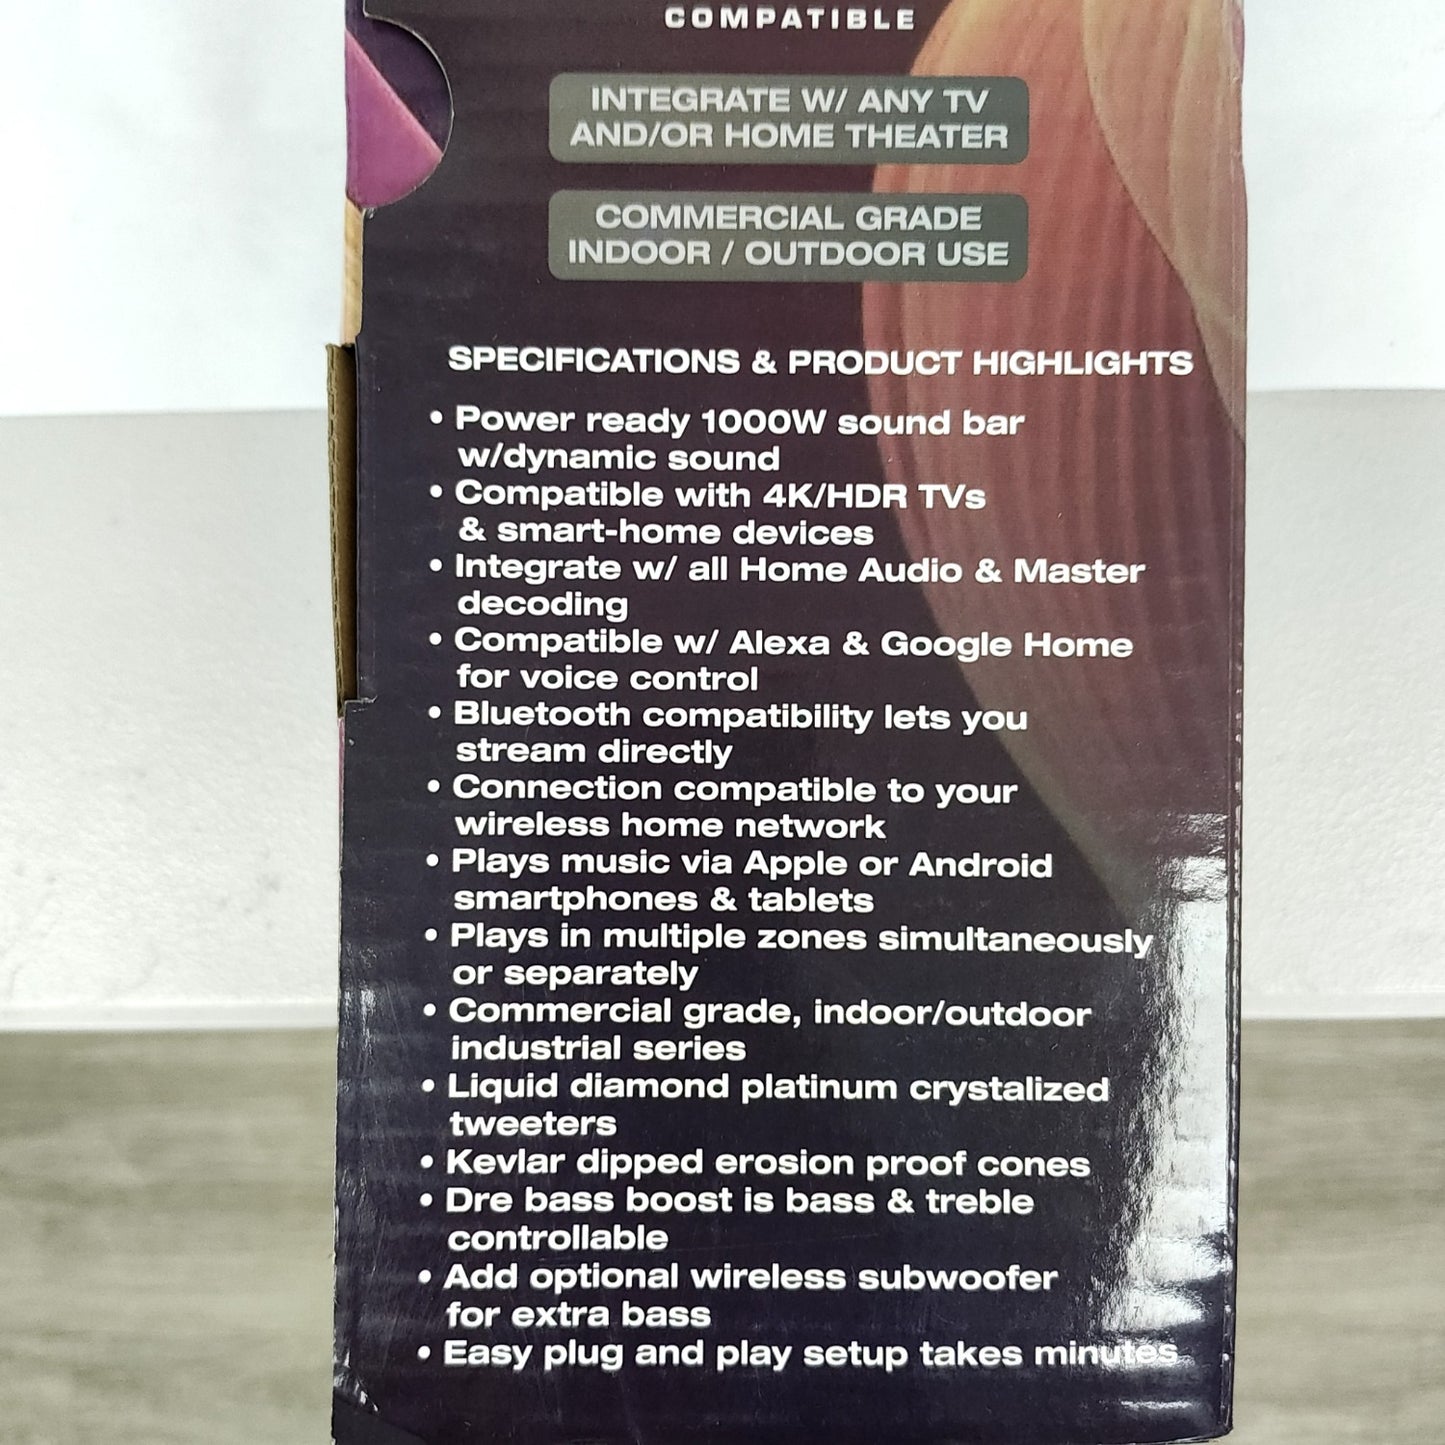 COMPATIBLE
INTEGRATE W/ ANY TV
AND/OR HOME THEATER
COMMERCIAL GRADE
INDOOR / OUTDOOR USE
SPECIFICATIONS & PRODUCT HIGHLIGHTS
• Power ready 1000W sound bar
w/dynamic sound
• Compatible with 4K/HDR TVs
& smart-home devices
• Integrate w/ all Home Audio & Master
decoding
• Compatible w/ Alexa & Google Home
for voice control
• Bluetooth compatibility lets you
stream directly
• Connection compatible to your
wireless home network
• Plays music via Apple or Android
smartphones & tablets
• Plays in multiple zones simultaneously
or separately
• Commercial grade, indoor/outdoor
industrial series
• Liquid diamond platinum crystalized
tweeters
• Kevlar dipped erosion proof cones
• Dre bass boost is bass & treble
controllable
• Add optional wireless subwoofer
for extra bass
• Easy plug and play setup takes minutes